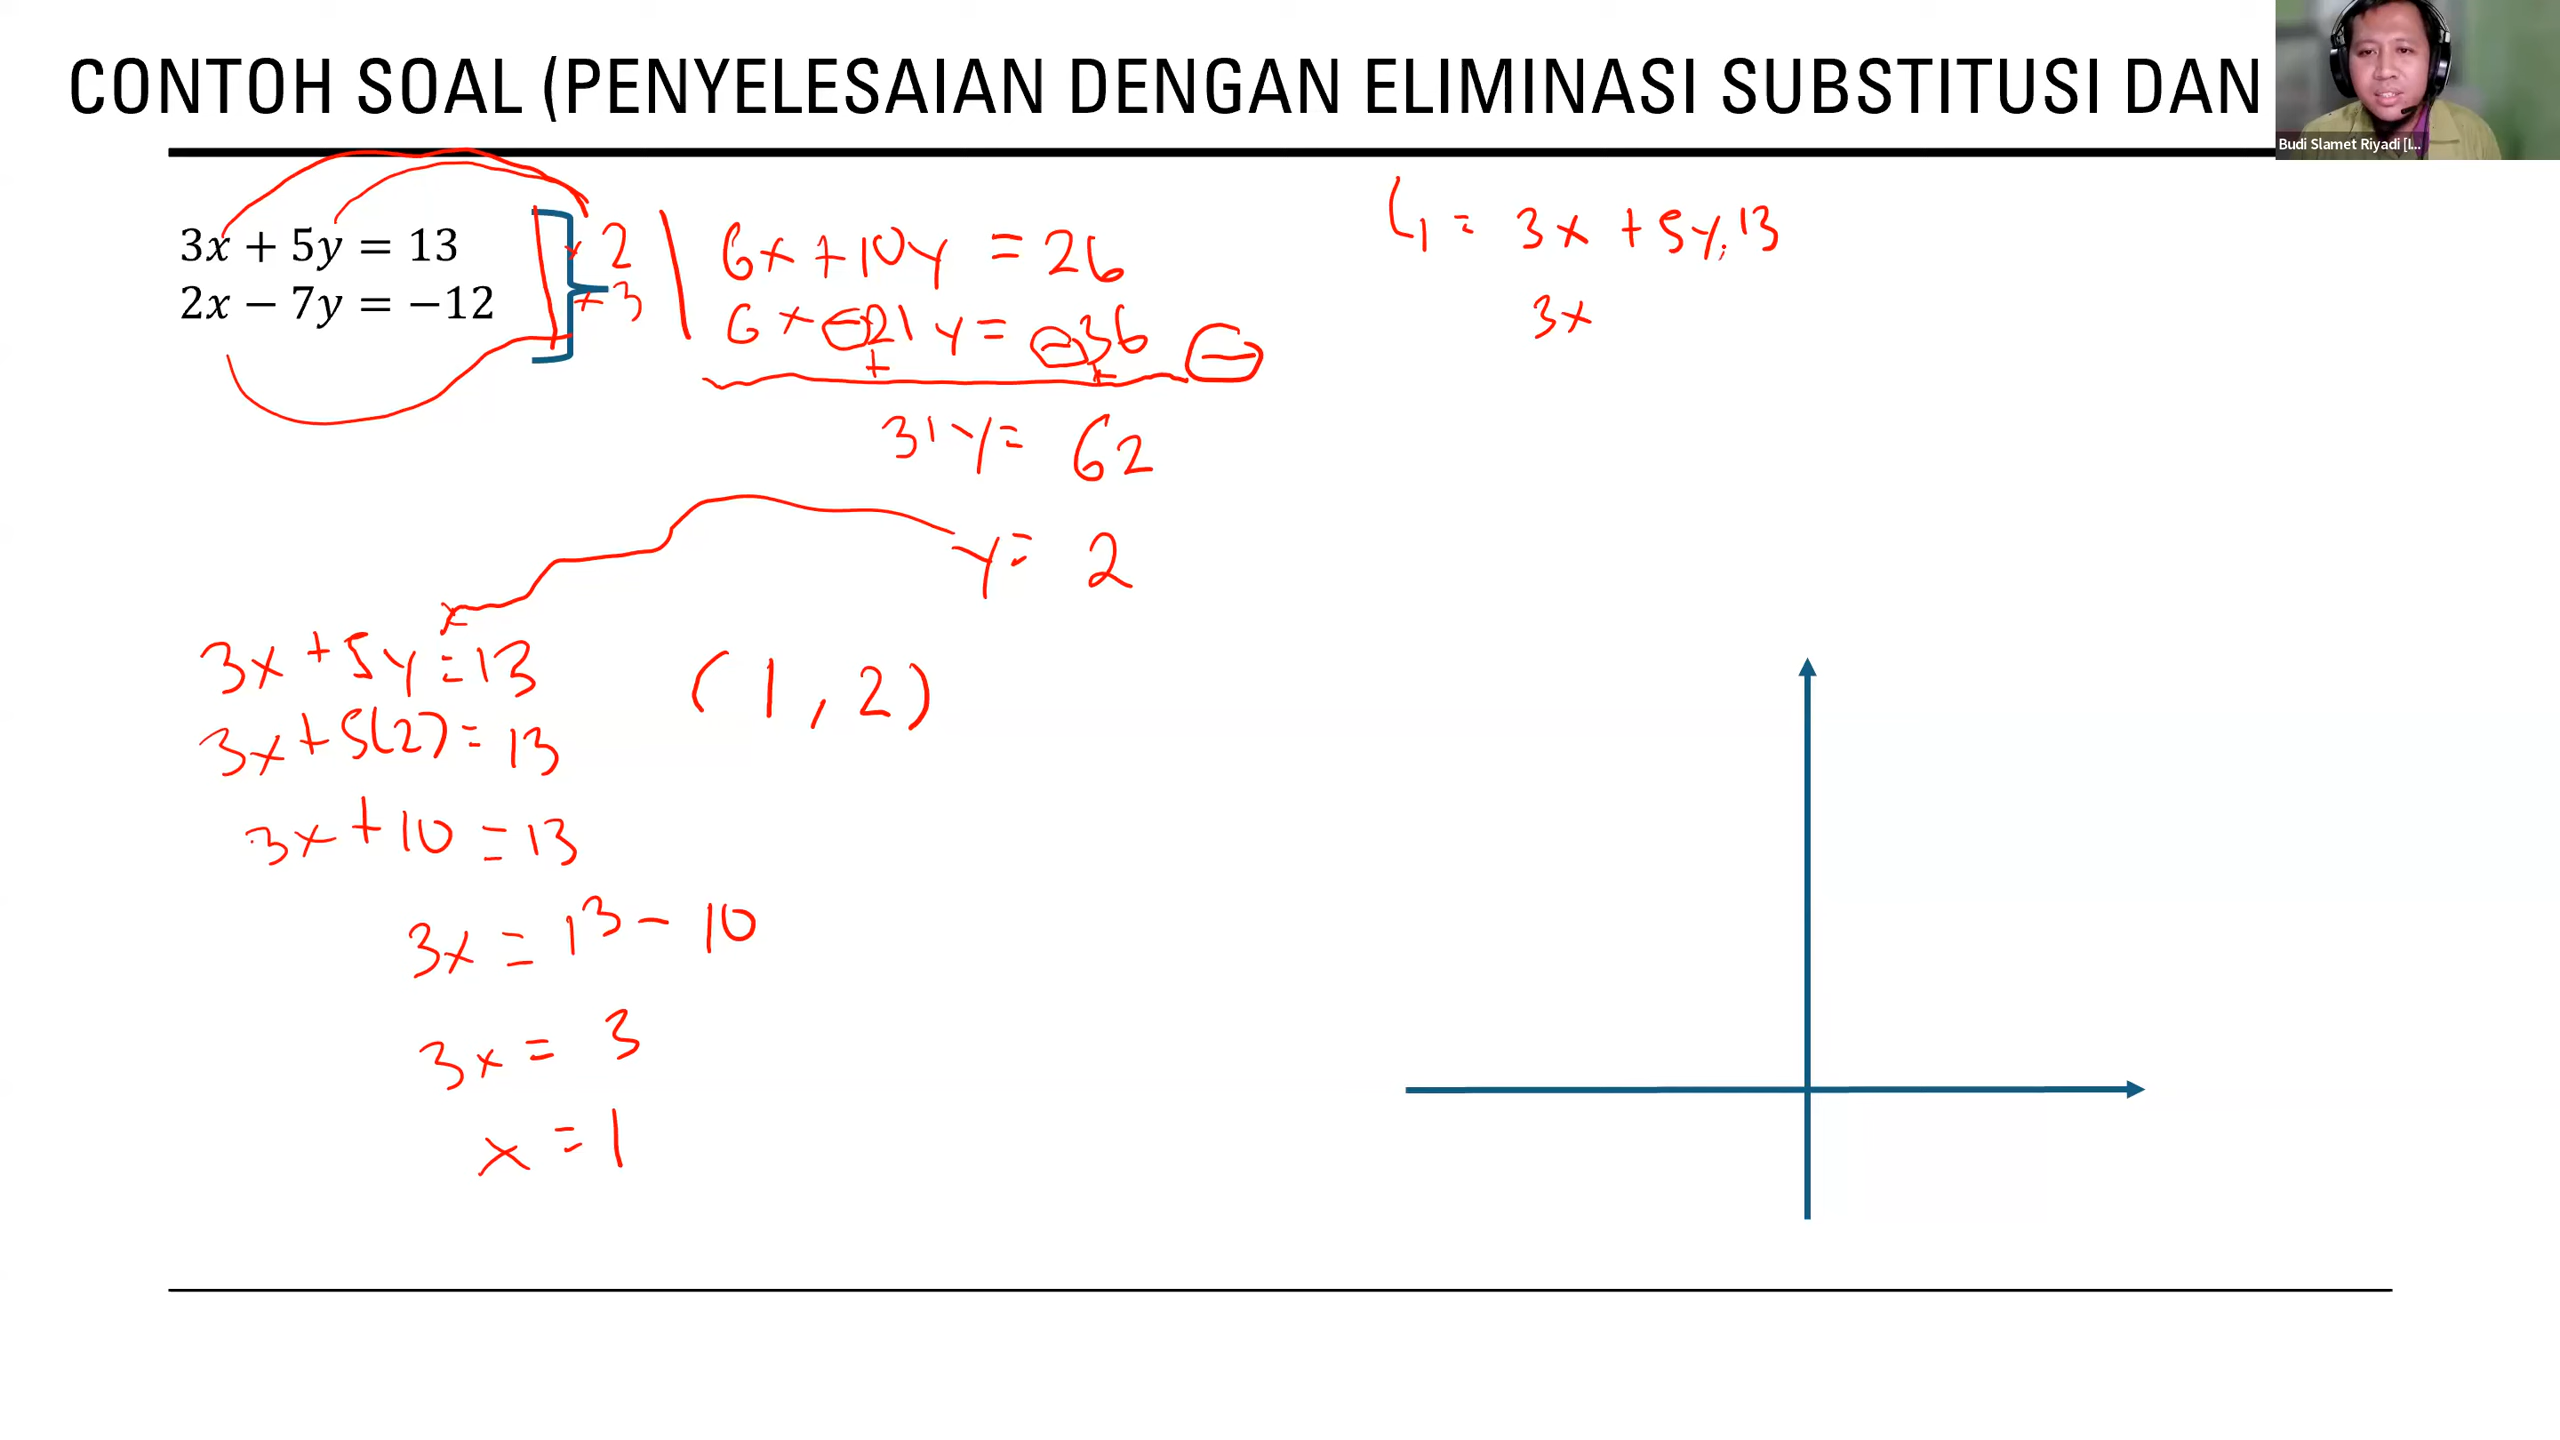 CONTOH SOAL (PENYELESAIAN DENGAN ELIMINASI SUBSTITUSI DAN
Budi Slamet Riyadi [I...
3x + 5y = 13
2x − 7y = −12
× 2
× 3
6x + 10y = 26
6x − 21y = −36
+ +
−
31y = 62
y = 2
3x + 5y = 13
3x + 5(2) = 13
3x + 10 = 13
3x = 13 − 10
3x = 3
x = 1
(1, 2)
L1 = 3x + 5y = 13
3x